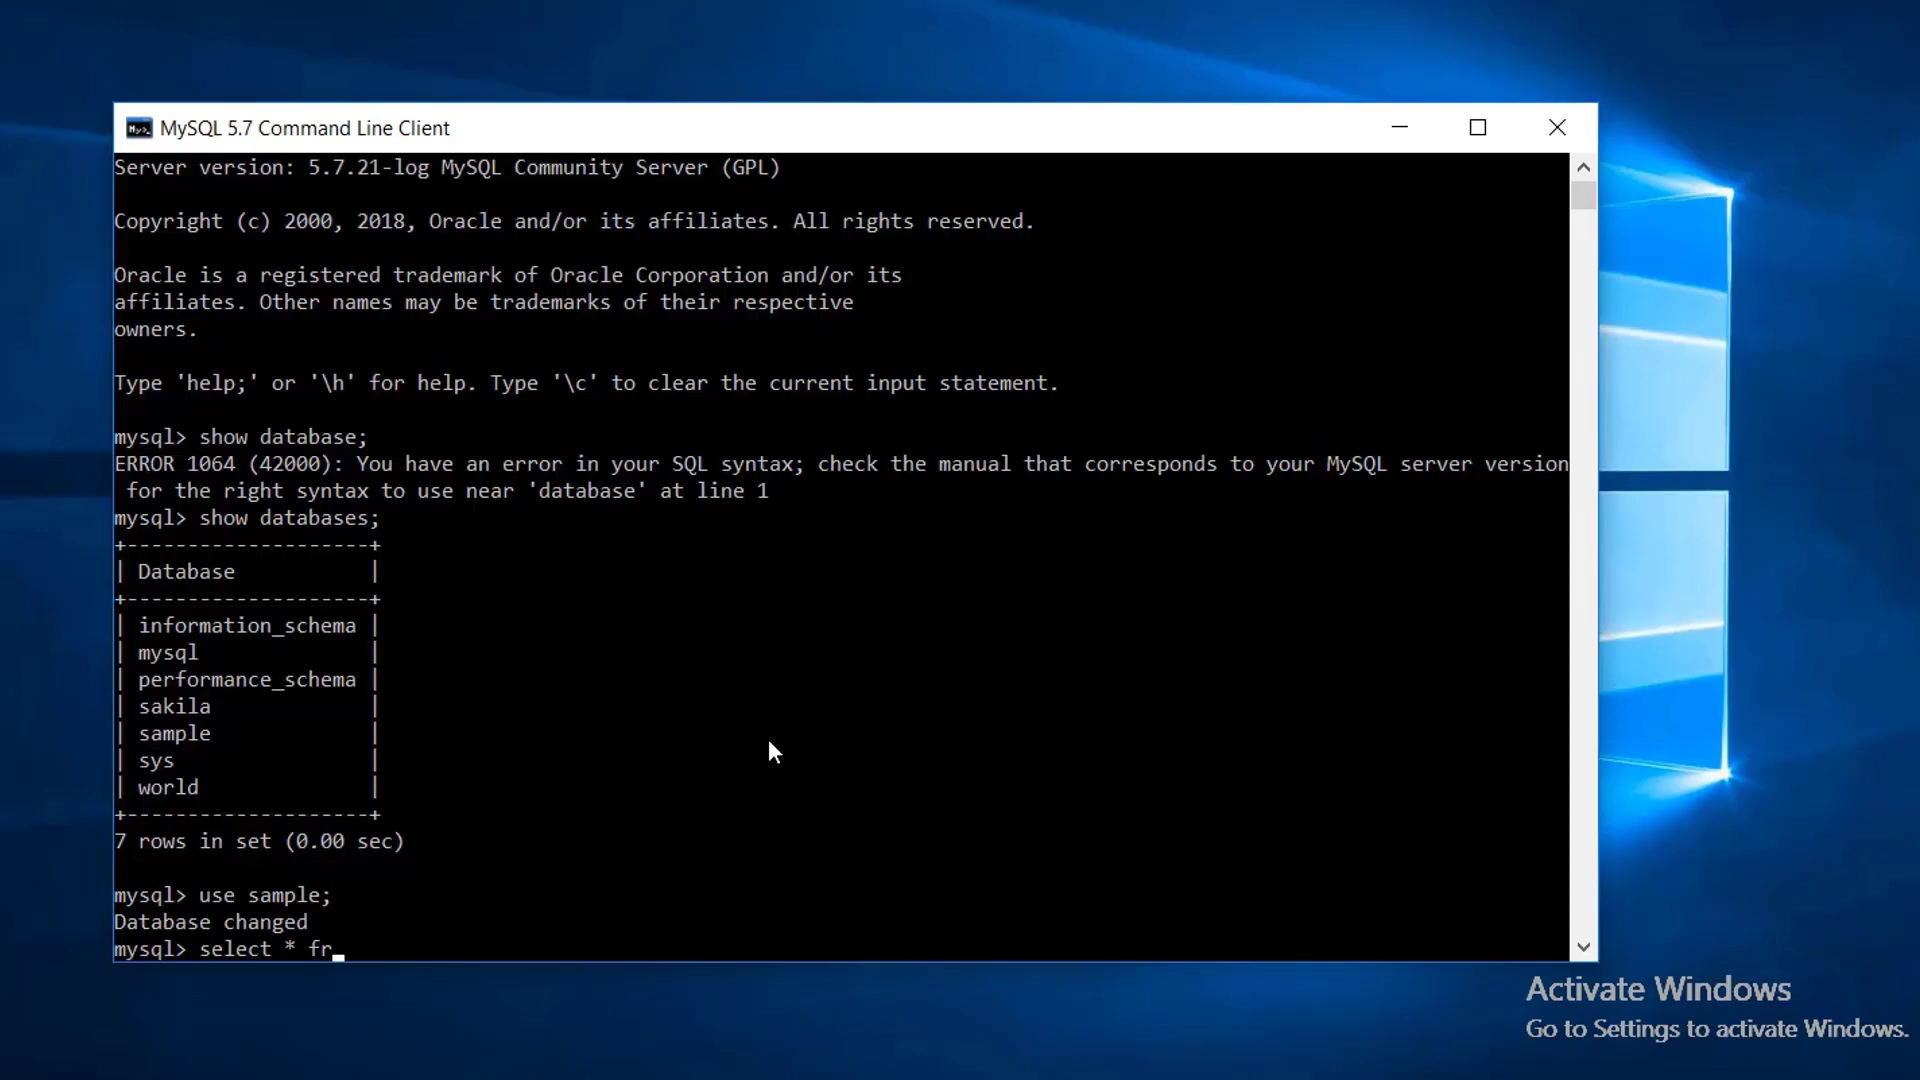 MySQL 5.7 Command Line Client
Server version: 5.7.21-log MySQL Community Server (GPL)
Copyright (c) 2000, 2018, Oracle and/or its affiliates. All rights reserved.
Oracle is a registered trademark of Oracle Corporation and/or its
affiliates. Other names may be trademarks of their respective
owners.
Type 'help;' or '\h' for help. Type '\c' to clear the current input statement.
mysql> show database;
ERROR 1064 (42000): You have an error in your SQL syntax; check the manual that corresponds to your MySQL server version
for the right syntax to use near 'database' at line 1
mysql> show databases;
+--------------------+
| Database           |
+--------------------+
| information_schema |
| mysql              |
| performance_schema |
| sakila             |
| sample             |
| sys                |
| world              |
+--------------------+
7 rows in set (0.00 sec)
mysql> use sample;
Database changed
mysql> select * fr_
Activate Windows
Go to Settings to activate Windows.